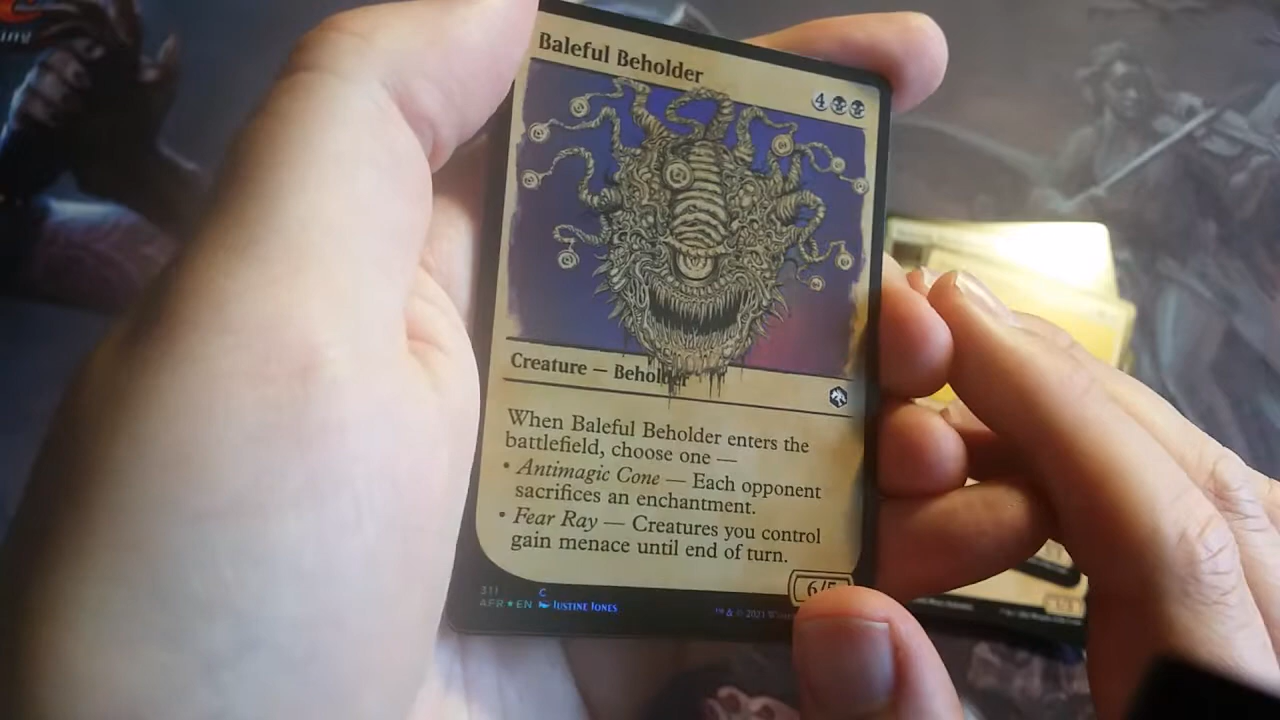 Baleful Beholder
4
Creature — Beholder
When Baleful Beholder enters the
battlefield, choose one —
• Antimagic Cone — Each opponent
sacrifices an enchantment.
• Fear Ray — Creatures you control
gain menace until end of turn.
6/5
311 C
AFR★EN JUSTINE JONES
™ & © 2021